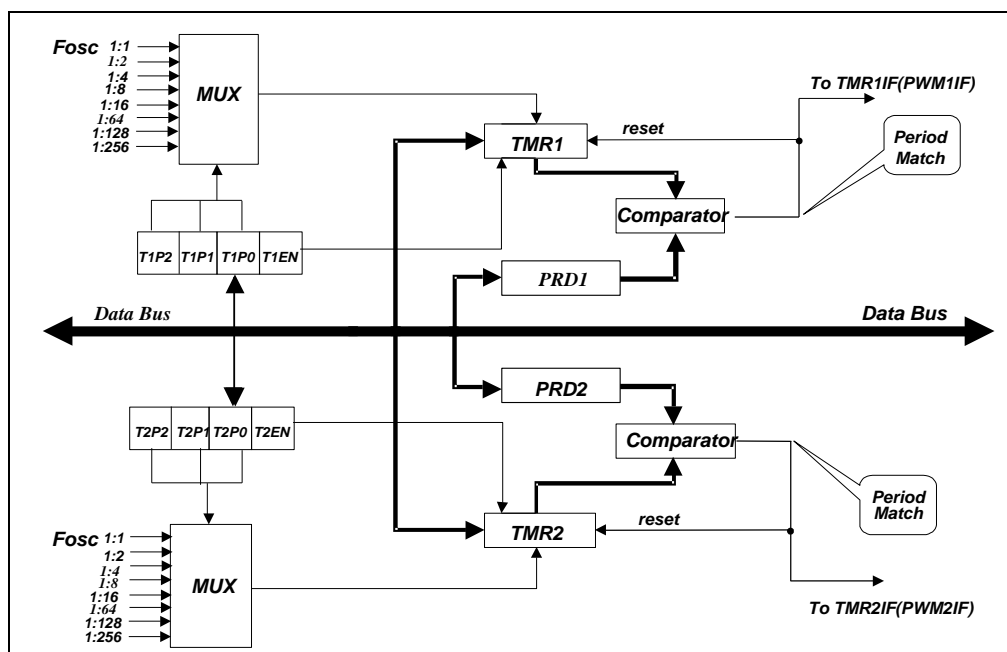 Fosc 1:1
1:2
1:4
1:8
1:16
1:64
1:128
1:256
MUX
To TMR1IF(PWM1IF)
reset
TMR1
Period
Match
Comparator
T1P2 T1P1 T1P0 T1EN
PRD1
Data Bus
Data Bus
PRD2
T2P2 T2P1 T2P0 T2EN
Comparator
Period
Match
reset
TMR2
Fosc 1:1
1:2
1:4
1:8
1:16
1:64
1:128
1:256
MUX
To TMR2IF(PWM2IF)